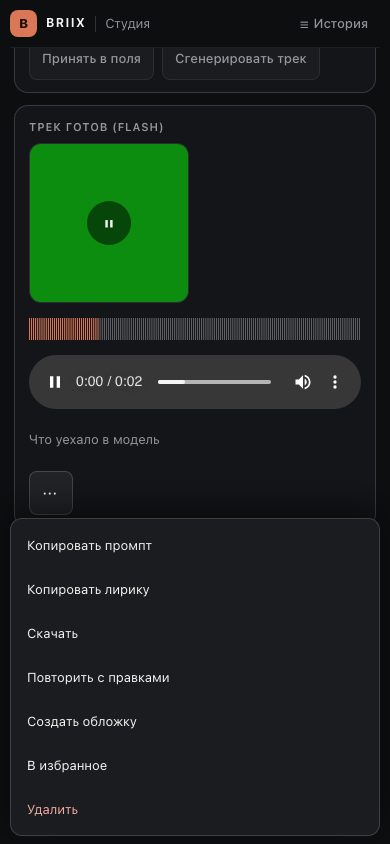 B BRIIX Студия ≡ История
Принять в поля Сгенерировать трек
ТРЕК ГОТОВ (FLASH)
0:00 / 0:02
Что уехало в модель
...
Копировать промпт
Копировать лирику
Скачать
Повторить с правками
Создать обложку
В избранное
Удалить